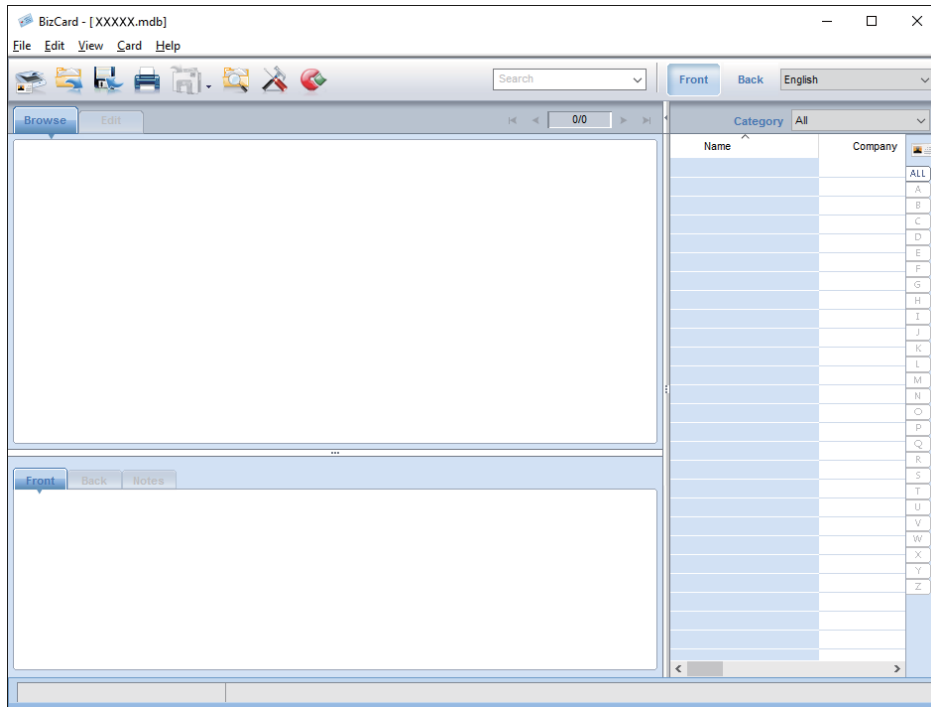 BizCard - [ XXXXX.mdb]
File Edit View Card Help
Search
Front Back English
Browse Edit 0/0 Category All
Name Company
ALL
A
B
C
D
E
F
G
H
I
J
K
L
M
N
O
P
Q
R
S
T
U
V
W
X
Y
Z
Front Back Notes